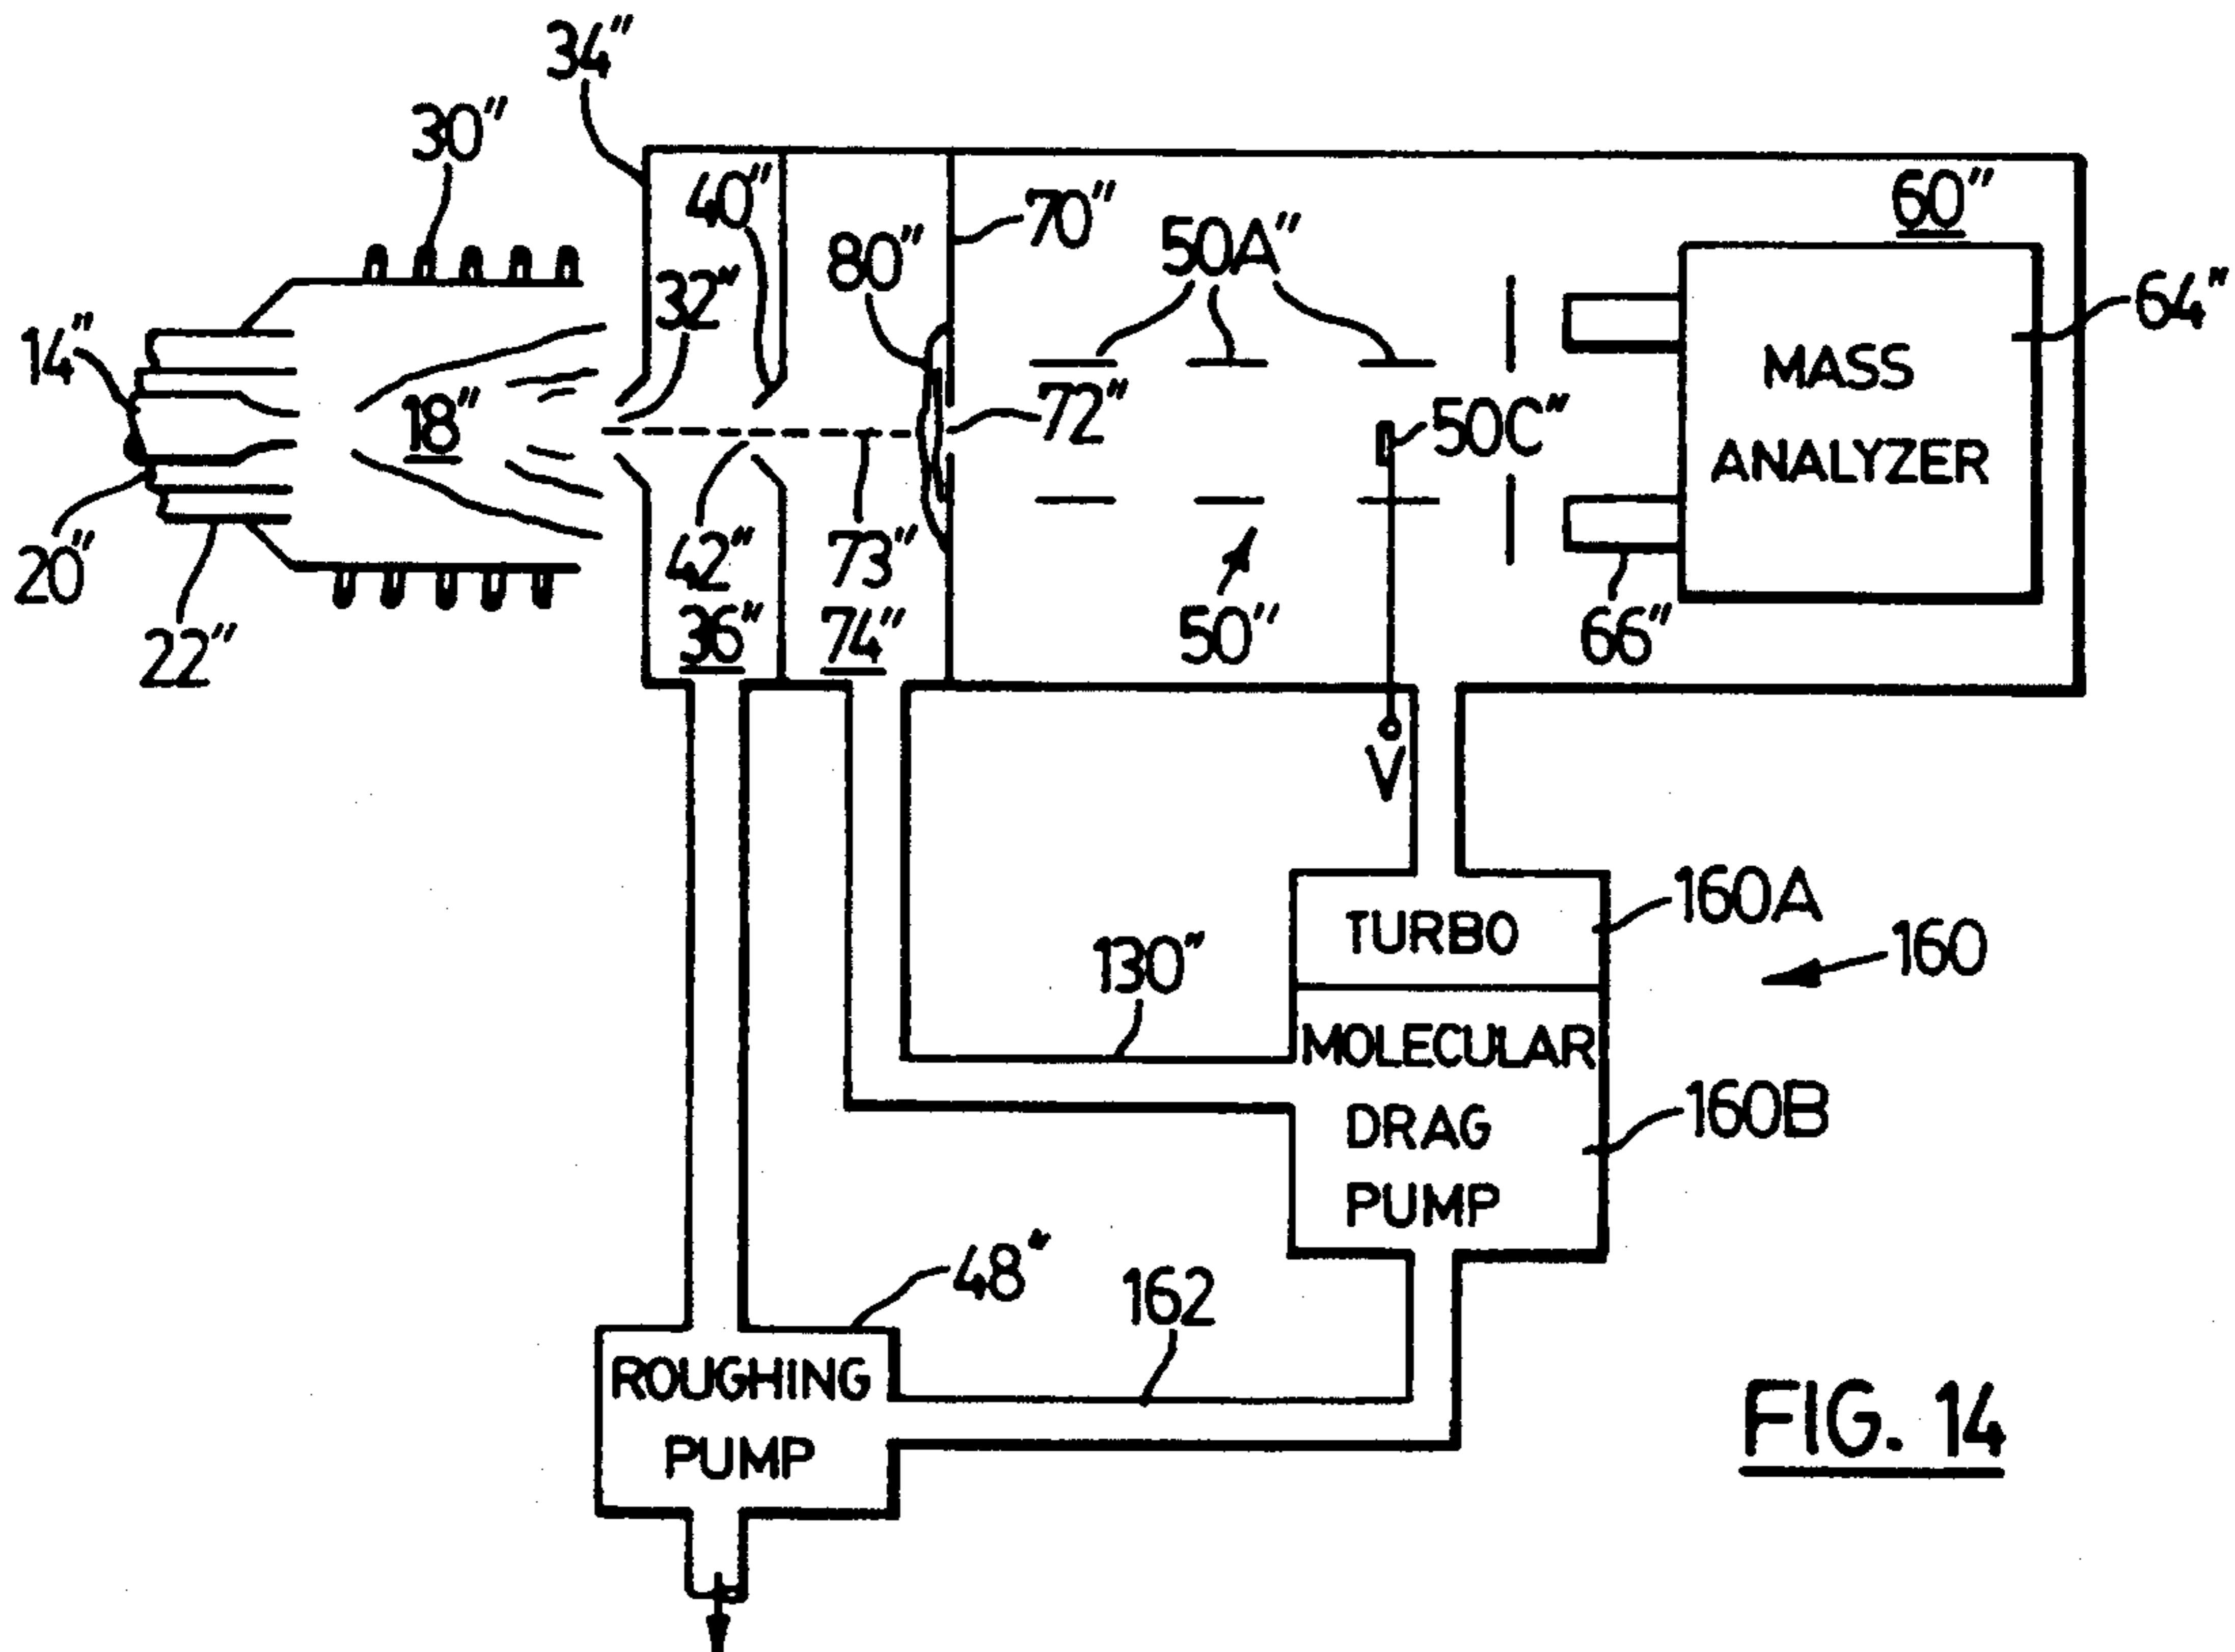 34″
30″
40″
70″
60″
80″
50A″
32″
64″
14″
MASS
18″
72″
50C″
ANALYZER
20″
42″
73″
22″
36″
74″
50″
66″
V
TURBO
160A
130″
160
MOLECULAR
DRAG
160B
PUMP
48″
162
ROUGHING
PUMP
FIG. 14